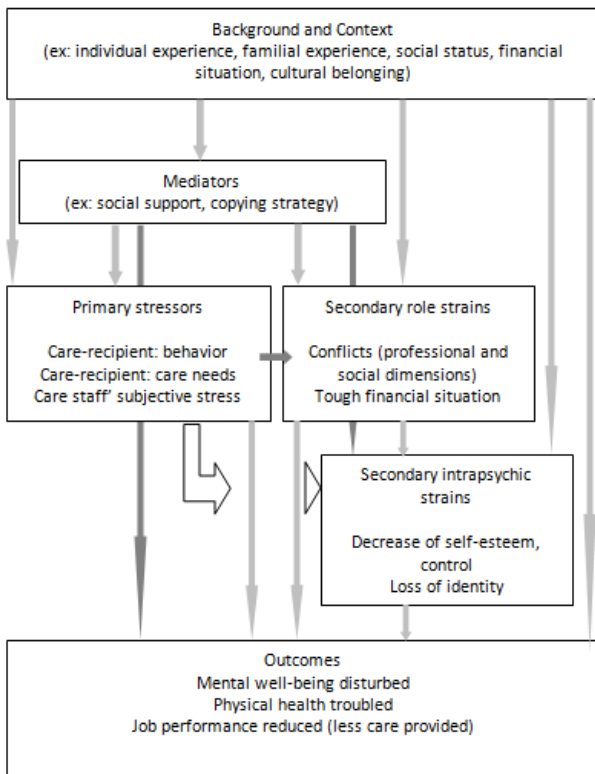 Background and Context
(ex: individual experience, familial experience, social status, financial
situation, cultural belonging)
Mediators
(ex: social support, copying strategy)
Primary stressors
Care-recipient: behavior
Care-recipient: care needs
Care staff’ subjective stress
Secondary role strains
Conflicts (professional and
social dimensions)
Tough financial situation
Secondary intrapsychic
strains
Decrease of self-esteem,
control
Loss of identity
Outcomes
Mental well-being disturbed
Physical health troubled
Job performance reduced (less care provided)